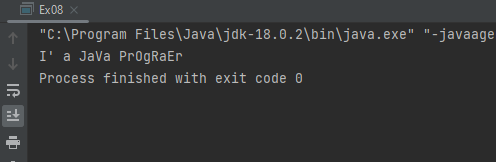 Ex08
"C:\Program Files\Java\jdk-18.0.2\bin\java.exe" "-javaage
I' a JaVa PrOgRaEr
Process finished with exit code 0